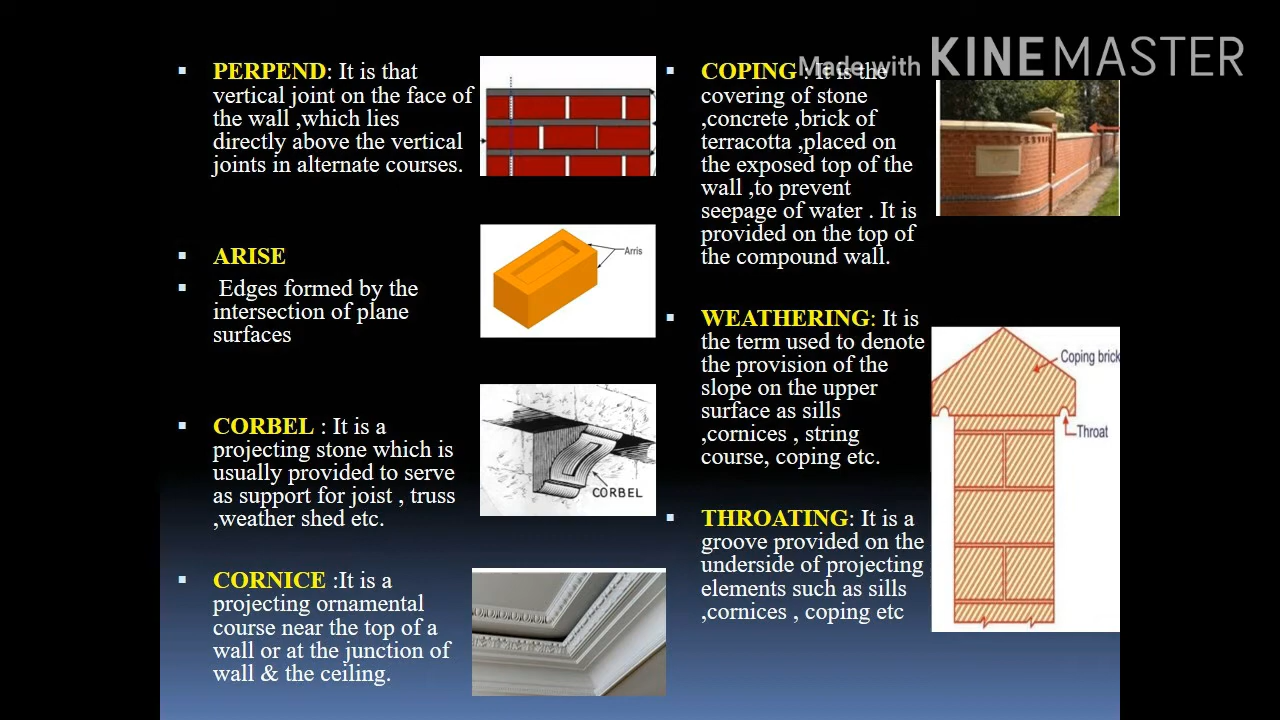 PERPEND: It is that
vertical joint on the face of
the wall ,which lies
directly above the vertical
joints in alternate courses.
ARISE
Edges formed by the
intersection of plane
surfaces
Arris
CORBEL : It is a
projecting stone which is
usually provided to serve
as support for joist , truss
,weather shed etc.
CORBEL
CORNICE :It is a
projecting ornamental
course near the top of a
wall or at the junction of
wall & the ceiling.
Made with KINEMASTER
COPING : It is the
covering of stone
,concrete ,brick of
terracotta ,placed on
the exposed top of the
wall ,to prevent
seepage of water . It is
provided on the top of
the compound wall.
WEATHERING: It is
the term used to denote
the provision of the
slope on the upper
surface as sills
,cornices , string
course, coping etc.
Coping brick
Throat
THROATING: It is a
groove provided on the
underside of projecting
elements such as sills
,cornices , coping etc